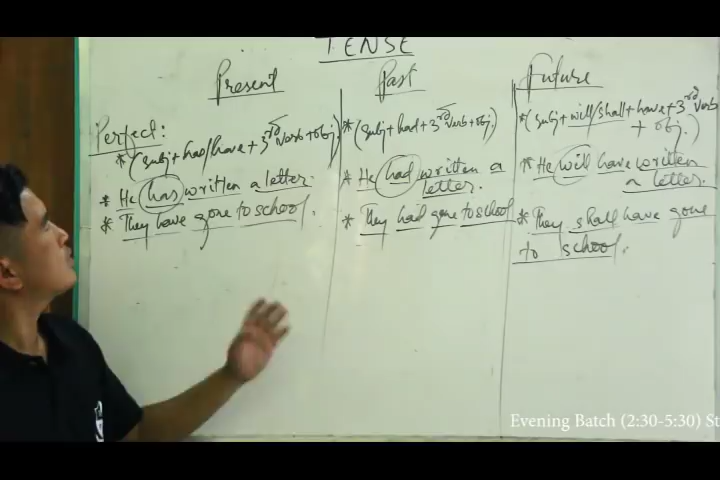 TENSE
Present
Past
Future
Perfect:
*(subj + has/have + 3rd verb + obj.)
* He has written a letter.
* They have gone to school.
*(subj + had + 3rd verb + obj.)
* He had written a
letter.
* They had gone to school
*(subj + will/shall + have + 3rd verb
+ obj.)
* He will have written
a letter.
* They shall have gone
to school.
Evening Batch (2:30-5:30) St